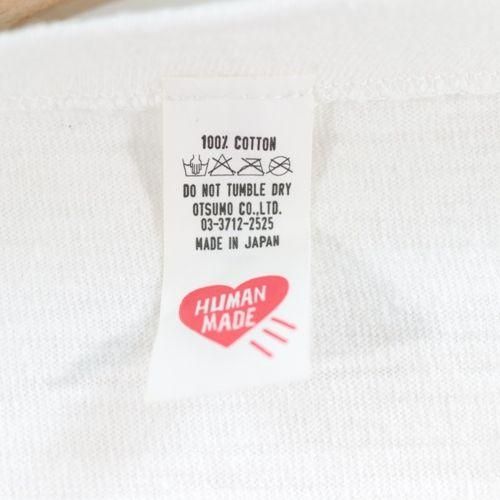 100% COTTON
DO NOT TUMBLE DRY
OTSUMO CO.,LTD.
03-3712-2525
MADE IN JAPAN
HUMAN
MADE